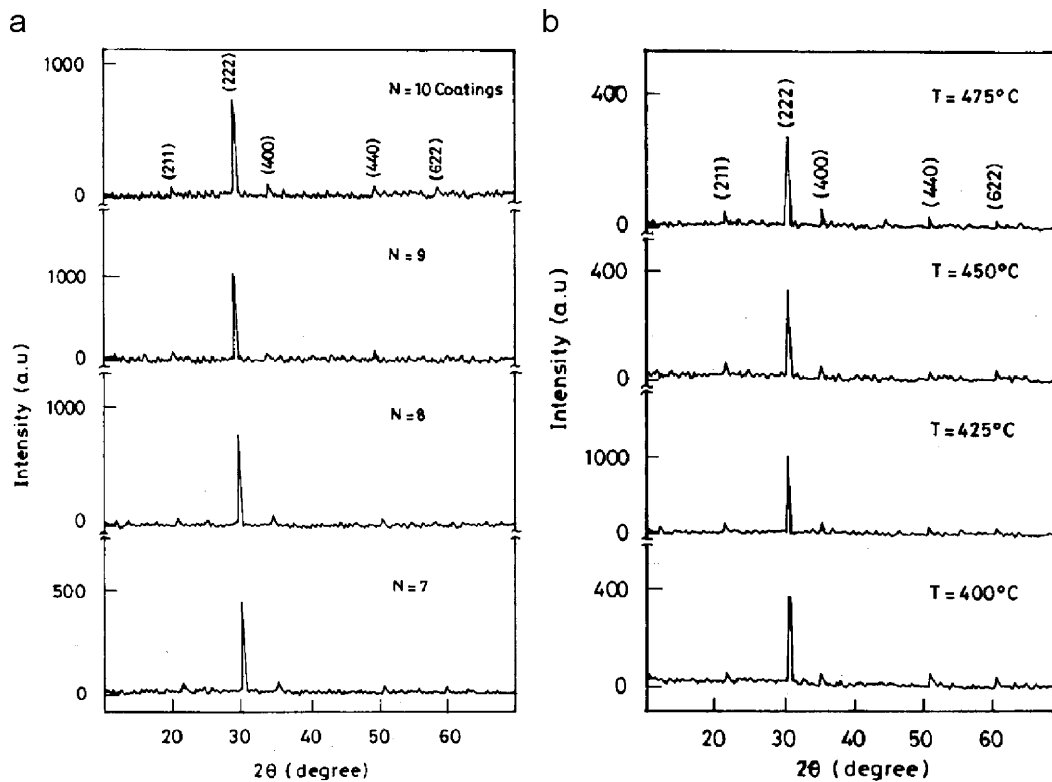 a
1000
(222)
N = 10 Coatings
(211)
(400)
(440)
(622)
0
N = 9
1000
0
1000
N = 8
0
500
N = 7
0
Intensity (a.u)
20 30 40 50 60
2θ (degree)
b
400
T = 475°C
(222)
(211)
(400)
(440)
(622)
0
400
T = 450°C
0
1000
T = 425°C
0
400
T = 400°C
0
Intensity (a.u)
20 30 40 50 60
2θ (degree)